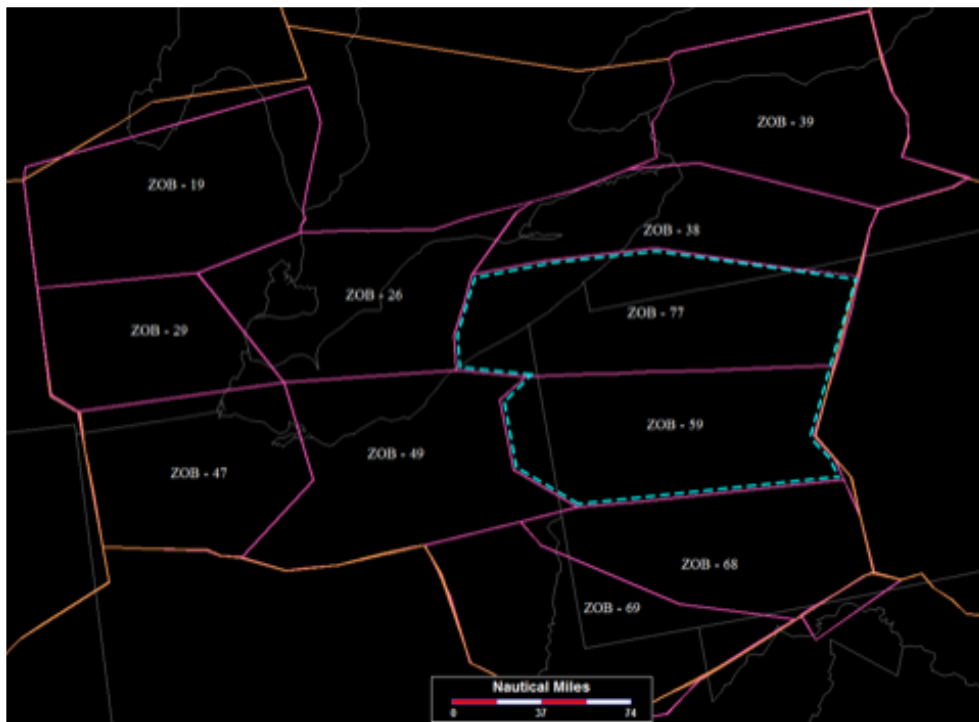 ZOB - 39
ZOB - 19
ZOB - 38
ZOB - 26
ZOB - 77
ZOB - 29
ZOB - 59
ZOB - 49
ZOB - 47
ZOB - 68
ZOB - 69
Nautical Miles
0 37 74